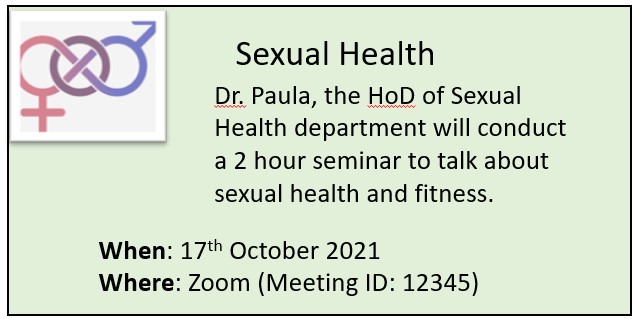 Sexual Health
Dr. Paula, the HoD of Sexual
Health department will conduct
a 2 hour seminar to talk about
sexual health and fitness.
When: 17th October 2021
Where: Zoom (Meeting ID: 12345)